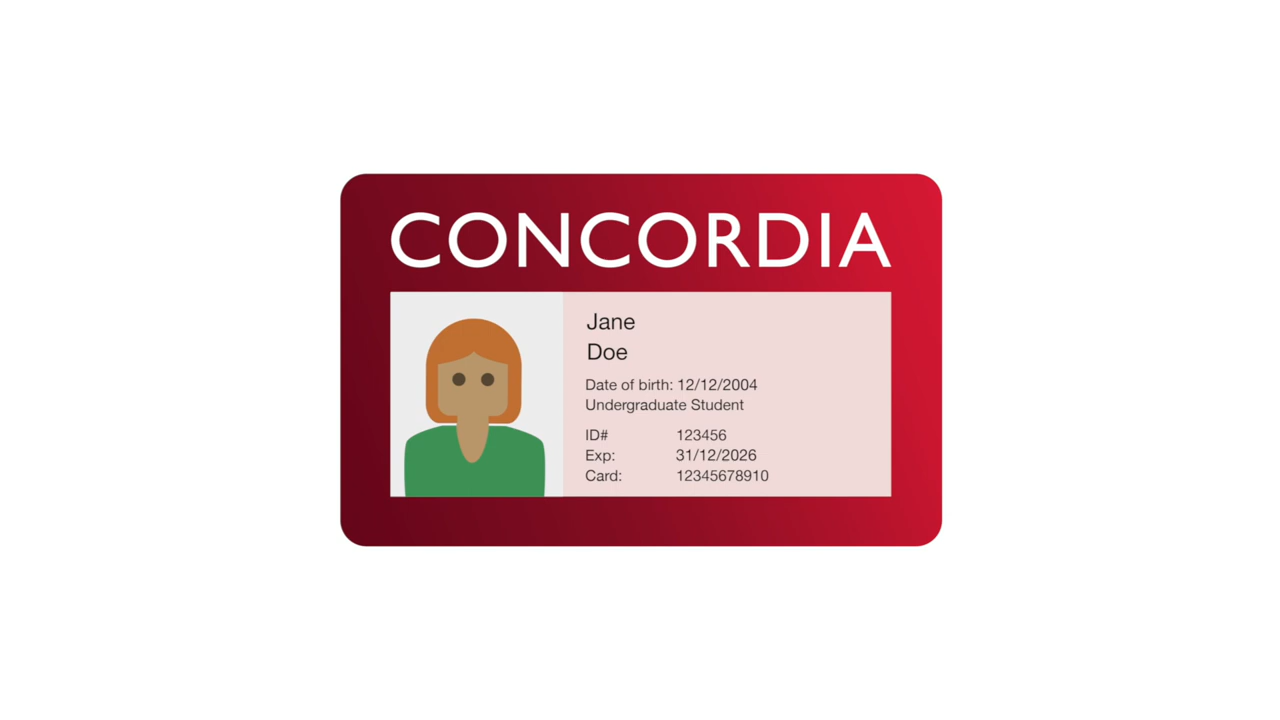 CONCORDIA
Jane
Doe
Date of birth: 12/12/2004
Undergraduate Student
ID# 123456
Exp: 31/12/2026
Card: 12345678910